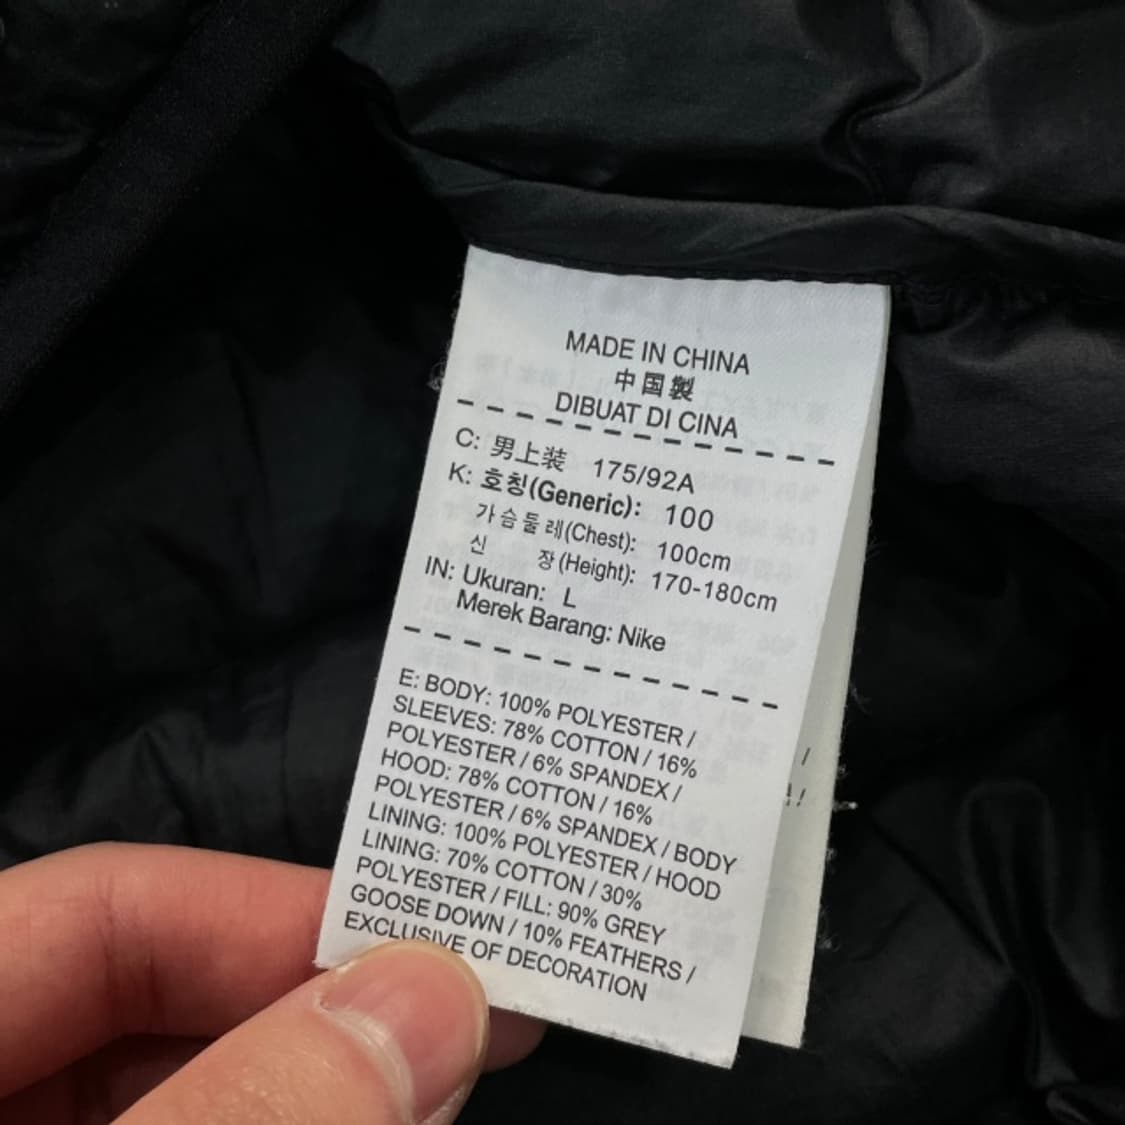 MADE IN CHINA
中国製
DIBUAT DI CINA
C: 男上装 175/92A
K: 호칭(Generic): 100
가슴둘레(Chest): 100cm
신 장(Height): 170-180cm
IN: Ukuran: L
Merek Barang: Nike
E: BODY: 100% POLYESTER /
SLEEVES: 78% COTTON / 16%
POLYESTER / 6% SPANDEX /
HOOD: 78% COTTON / 16%
POLYESTER / 6% SPANDEX / BODY
LINING: 100% POLYESTER / HOOD
LINING: 70% COTTON / 30%
POLYESTER / FILL: 90% GREY
GOOSE DOWN / 10% FEATHERS /
EXCLUSIVE OF DECORATION